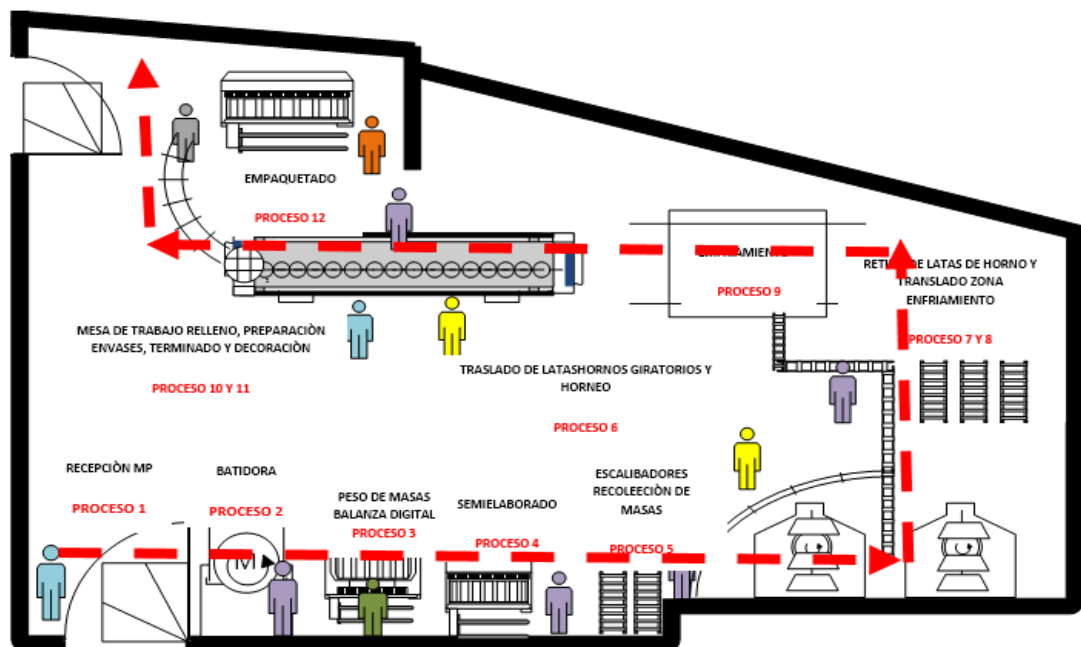 EMPAQUETADO
PROCESO 12
ENFRIAMIENTO
PROCESO 9
RETIRO DE LATAS DE HORNO Y
TRANSLADO ZONA
ENFRIAMIENTO
PROCESO 7 Y 8
MESA DE TRABAJO RELLENO, PREPARACIÒN
ENVASES, TERMINADO Y DECORACIÒN
PROCESO 10 Y 11
TRASLADO DE LATASHORNOS GIRATORIOS Y
HORNEO
PROCESO 6
RECEPCIÒN MP
PROCESO 1
BATIDORA
PROCESO 2
M
PESO DE MASAS
BALANZA DIGITAL
PROCESO 3
SEMIELABORADO
PROCESO 4
ESCALIBADORES
RECOLEECIÒN DE
MASAS
PROCESO 5